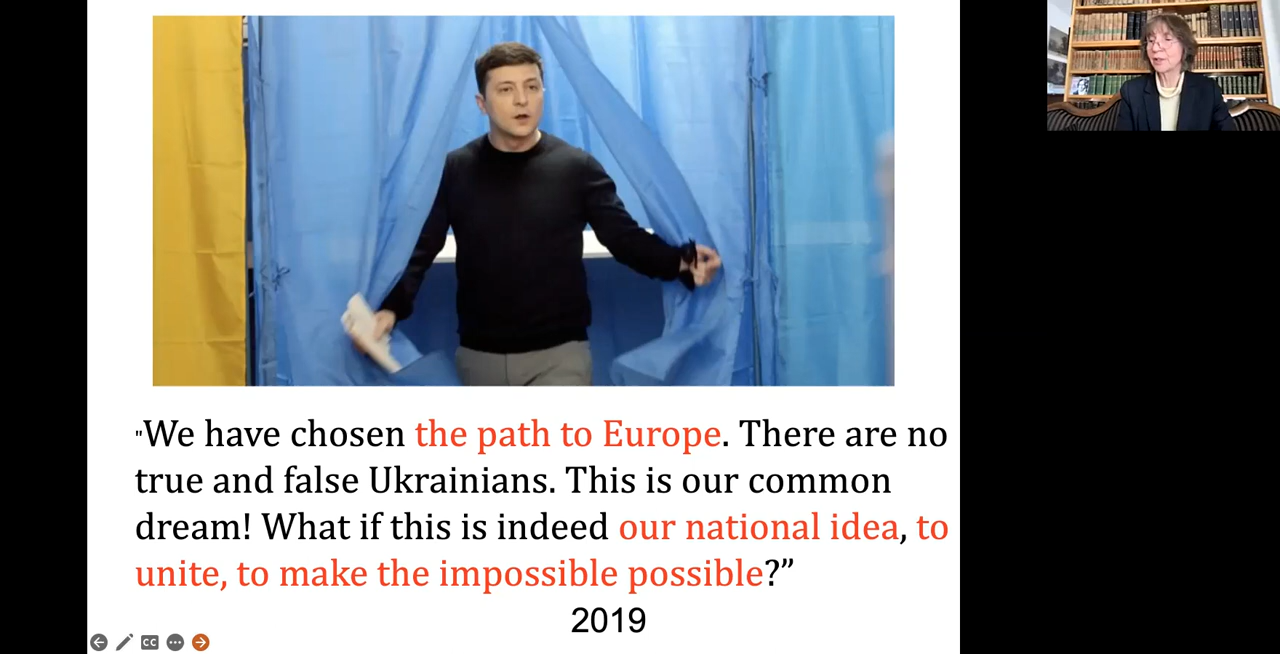 "We have chosen the path to Europe. There are no
true and false Ukrainians. This is our common
dream! What if this is indeed our national idea, to
unite, to make the impossible possible?”
2019
CC